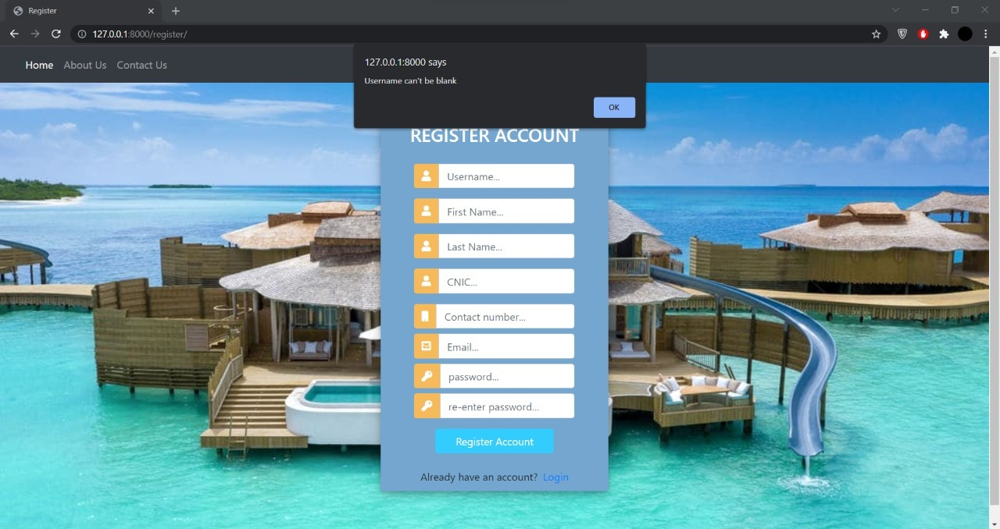 Register
127.0.0.1:8000/register/
Home About Us Contact Us
127.0.0.1:8000 says
Username can't be blank
OK
REGISTER ACCOUNT
Username...
First Name...
Last Name...
CNIC...
Contact number...
Email...
password...
re-enter password...
Register Account
Already have an account? Login